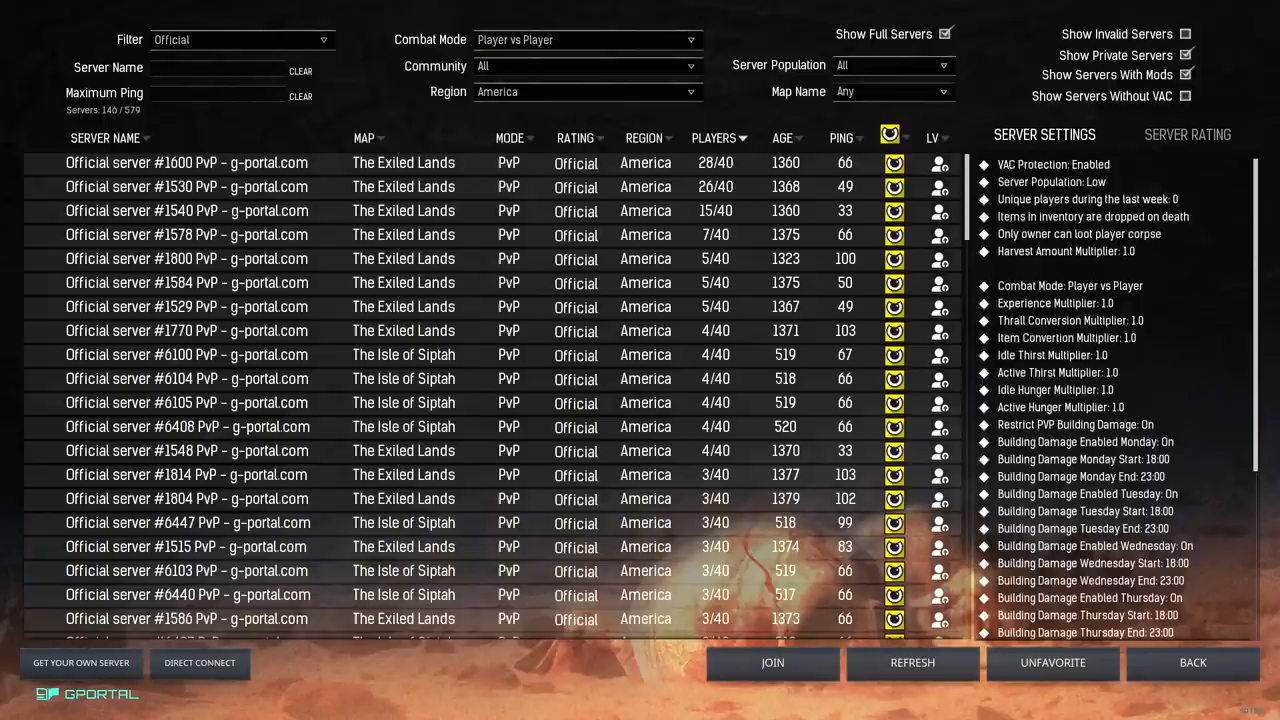 Filter Official
Server Name CLEAR
Maximum Ping CLEAR
Servers: 146 / 579
Combat Mode Player vs Player
Community All
Region America
Show Full Servers
Server Population All
Map Name Any
Show Invalid Servers
Show Private Servers
Show Servers With Mods
Show Servers Without VAC
SERVER NAME MAP MODE RATING REGION PLAYERS AGE PING LV
Official server #1600 PvP - g-portal.com The Exiled Lands PvP Official America 28/40 1360 66
Official server #1530 PvP - g-portal.com The Exiled Lands PvP Official America 26/40 1368 49
Official server #1540 PvP - g-portal.com The Exiled Lands PvP Official America 15/40 1360 33
Official server #1578 PvP - g-portal.com The Exiled Lands PvP Official America 7/40 1375 66
Official server #1800 PvP - g-portal.com The Exiled Lands PvP Official America 5/40 1323 100
Official server #1584 PvP - g-portal.com The Exiled Lands PvP Official America 5/40 1375 50
Official server #1529 PvP - g-portal.com The Exiled Lands PvP Official America 5/40 1367 49
Official server #1770 PvP - g-portal.com The Exiled Lands PvP Official America 4/40 1371 103
Official server #6100 PvP - g-portal.com The Isle of Siptah PvP Official America 4/40 519 67
Official server #6104 PvP - g-portal.com The Isle of Siptah PvP Official America 4/40 518 66
Official server #6105 PvP - g-portal.com The Isle of Siptah PvP Official America 4/40 519 66
Official server #6408 PvP - g-portal.com The Isle of Siptah PvP Official America 4/40 520 66
Official server #1548 PvP - g-portal.com The Exiled Lands PvP Official America 4/40 1370 33
Official server #1814 PvP - g-portal.com The Exiled Lands PvP Official America 3/40 1377 103
Official server #1804 PvP - g-portal.com The Exiled Lands PvP Official America 3/40 1379 102
Official server #6447 PvP - g-portal.com The Isle of Siptah PvP Official America 3/40 518 99
Official server #1515 PvP - g-portal.com The Exiled Lands PvP Official America 3/40 1374 83
Official server #6103 PvP - g-portal.com The Isle of Siptah PvP Official America 3/40 519 66
Official server #6440 PvP - g-portal.com The Isle of Siptah PvP Official America 3/40 517 66
Official server #1586 PvP - g-portal.com The Exiled Lands PvP Official America 3/40 1373 66
SERVER SETTINGS SERVER RATING
VAC Protection: Enabled
Server Population: Low
Unique players during the last week: 0
Items in inventory are dropped on death
Only owner can loot player corpse
Harvest Amount Multiplier: 1.0
Combat Mode: Player vs Player
Experience Multiplier: 1.0
Thrall Conversion Multiplier: 1.0
Item Convertion Multiplier: 1.0
Idle Thirst Multiplier: 1.0
Active Thirst Multiplier: 1.0
Idle Hunger Multiplier: 1.0
Active Hunger Multiplier: 1.0
Restrict PVP Building Damage: On
Building Damage Enabled Monday: On
Building Damage Monday Start: 18:00
Building Damage Monday End: 23:00
Building Damage Enabled Tuesday: On
Building Damage Tuesday Start: 18:00
Building Damage Tuesday End: 23:00
Building Damage Enabled Wednesday: On
Building Damage Wednesday Start: 18:00
Building Damage Wednesday End: 23:00
Building Damage Enabled Thursday: On
Building Damage Thursday Start: 18:00
Building Damage Thursday End: 23:00
GET YOUR OWN SERVER DIRECT CONNECT JOIN REFRESH UNFAVORITE BACK
GPORTAL